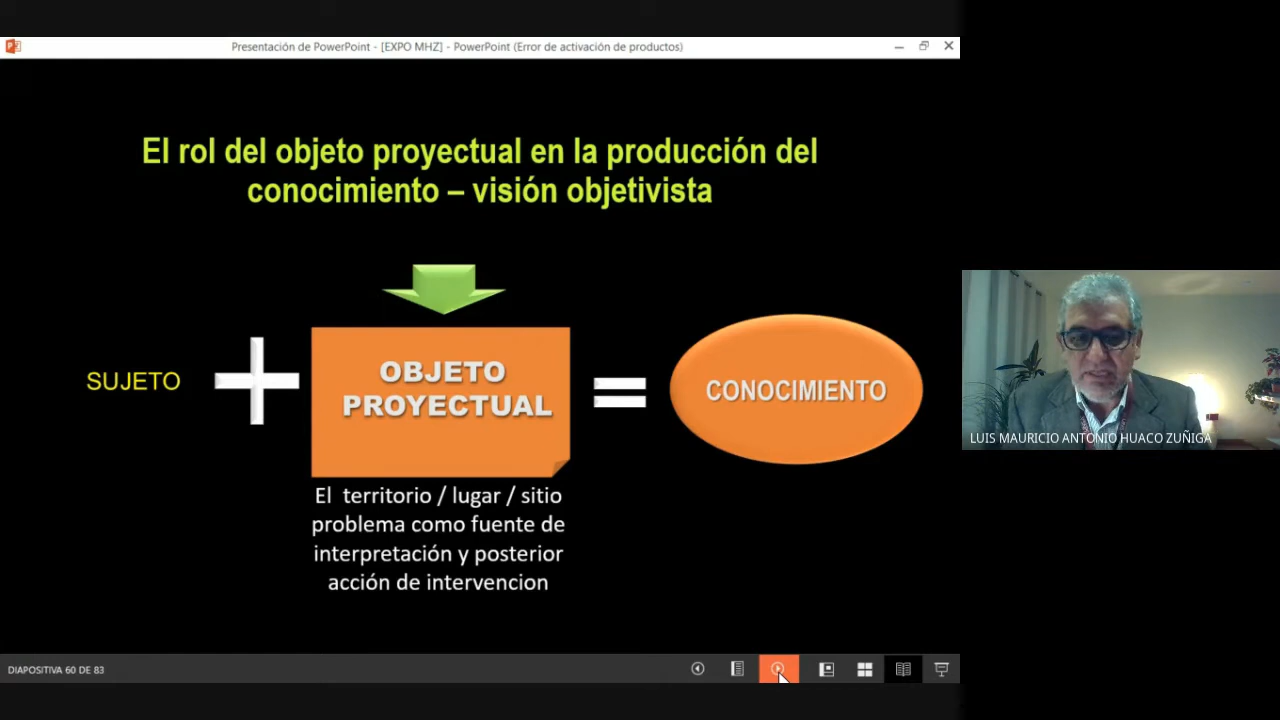 Presentación de PowerPoint - [EXPO MHZ] - PowerPoint (Error de activación de productos)
El rol del objeto proyectual en la producción del
conocimiento – visión objetivista
SUJETO
OBJETO
PROYECTUAL
CONOCIMIENTO
El territorio / lugar / sitio
problema como fuente de
interpretación y posterior
acción de intervencion
LUIS MAURICIO ANTONIO HUACO ZUÑIGA
DIAPOSITIVA 60 DE 83